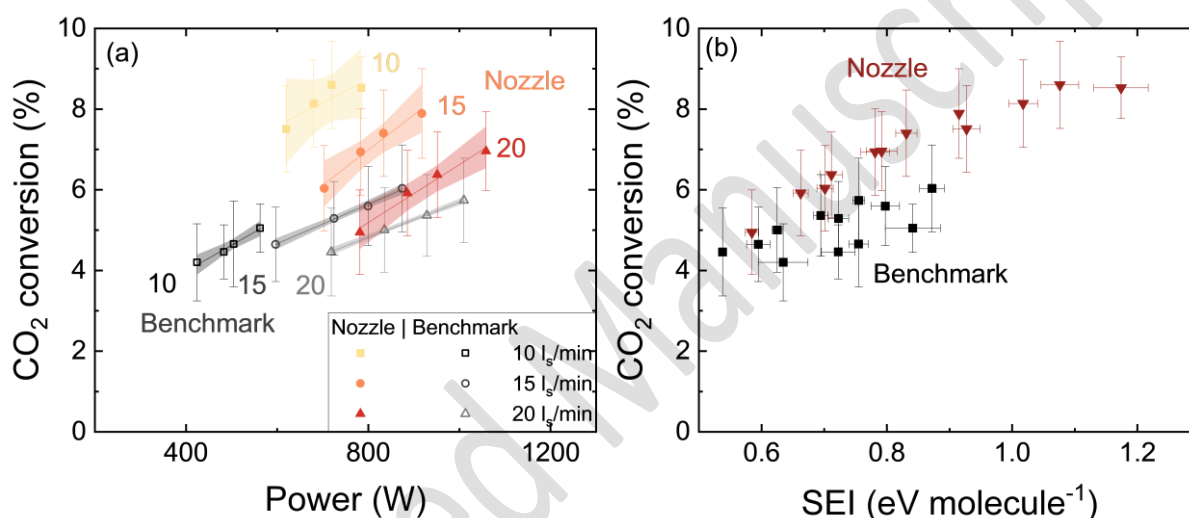 (a)
10
Nozzle
15
20
10
15
20
Benchmark
Nozzle | Benchmark
10 lₛ/min
15 lₛ/min
20 lₛ/min
CO₂ conversion (%)
10
8
6
4
2
0
400
800
1200
Power (W)
(b)
Nozzle
Benchmark
CO₂ conversion (%)
10
8
6
4
2
0
0.6
0.8
1.0
1.2
SEI (eV molecule⁻¹)